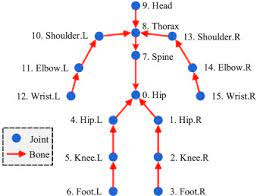 9. Head
8. Thorax
10. Shoulder.L
13. Shoulder.R
7. Spine
11. Elbow.L
14. Elbow.R
12. Wrist.L
0. Hip
15. Wrist.R
4. Hip.L
1. Hip.R
Joint
Bone
5. Knee.L
2. Knee.R
6. Foot.L
3. Foot.R